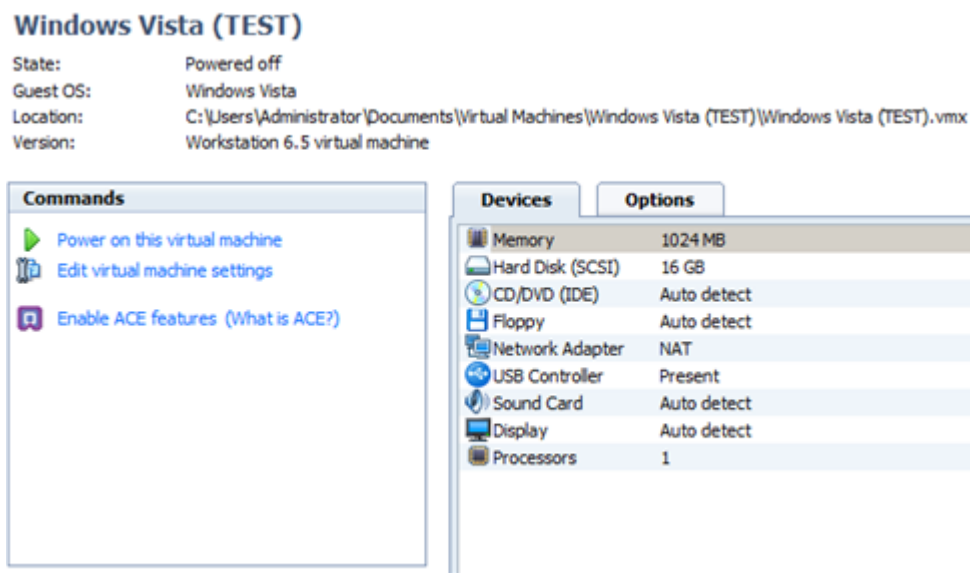 Windows Vista (TEST)
State: Powered off
Guest OS: Windows Vista
Location: C:\Users\Administrator\Documents\Virtual Machines\Windows Vista (TEST)\Windows Vista (TEST).vmx
Version: Workstation 6.5 virtual machine
Commands
Power on this virtual machine
Edit virtual machine settings
Enable ACE features (What is ACE?)
Devices Options
Memory 1024 MB
Hard Disk (SCSI) 16 GB
CD/DVD (IDE) Auto detect
Floppy Auto detect
Network Adapter NAT
USB Controller Present
Sound Card Auto detect
Display Auto detect
Processors 1